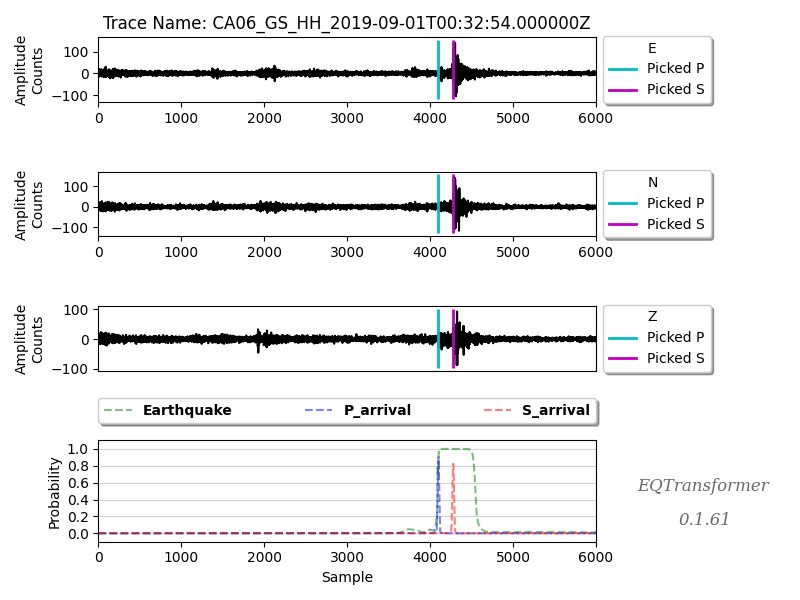 Trace Name: CA06_GS_HH_2019-09-01T00:32:54.000000Z
Amplitude
Counts
100
0
−100
0 1000 2000 3000 4000 5000 6000
E
Picked P
Picked S
Amplitude
Counts
100
0
−100
0 1000 2000 3000 4000 5000 6000
N
Picked P
Picked S
Amplitude
Counts
100
0
−100
0 1000 2000 3000 4000 5000 6000
Z
Picked P
Picked S
Earthquake P_arrival S_arrival
Probability
1.0
0.8
0.6
0.4
0.2
0.0
0 1000 2000 3000 4000 5000 6000
Sample
EQTransformer
0.1.61